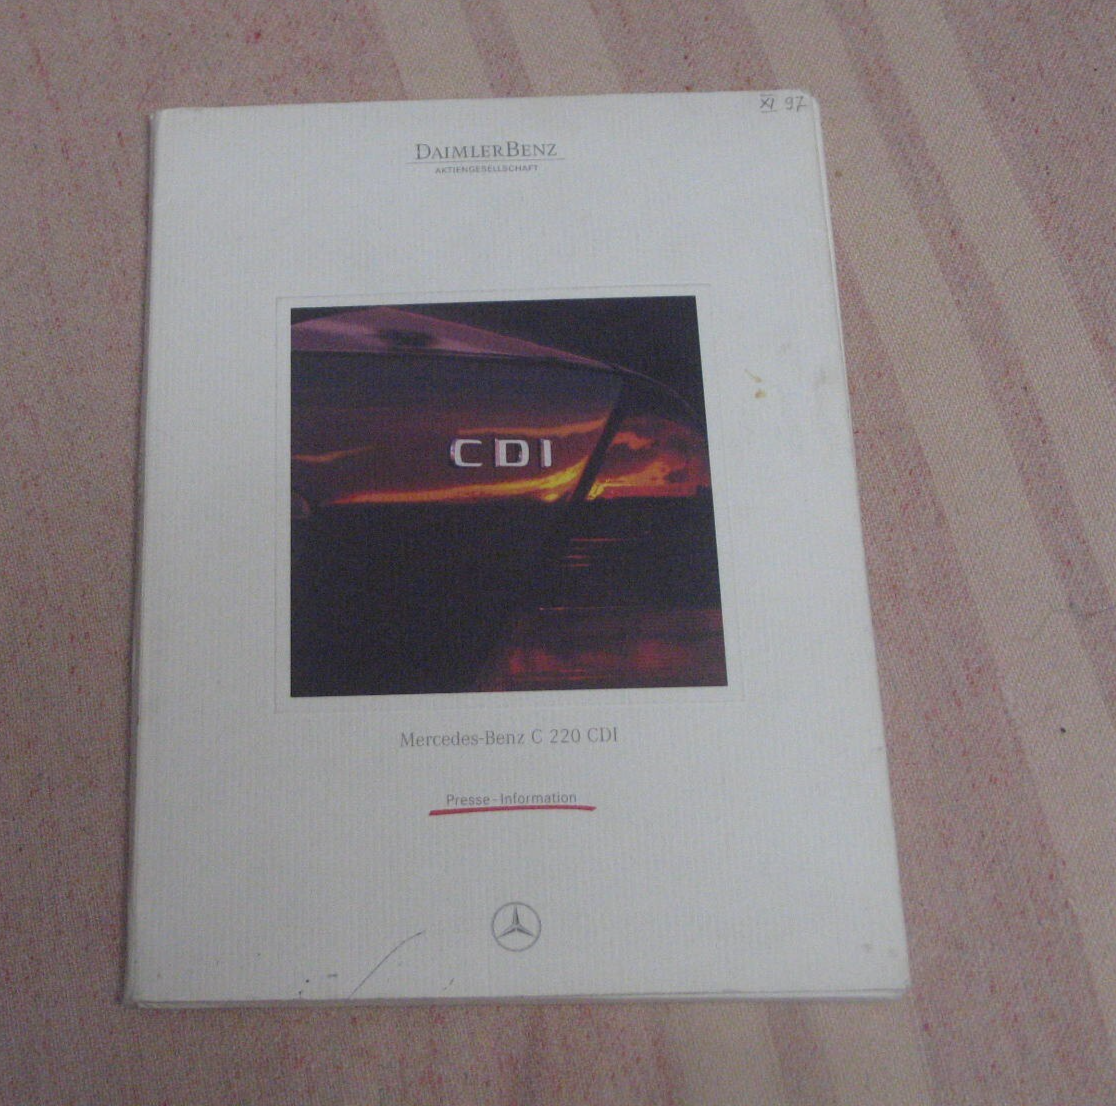 XI 97
DAIMLERBENZ
AKTIENGESELLSCHAFT
CDI
Mercedes-Benz C 220 CDI
Presse-Information